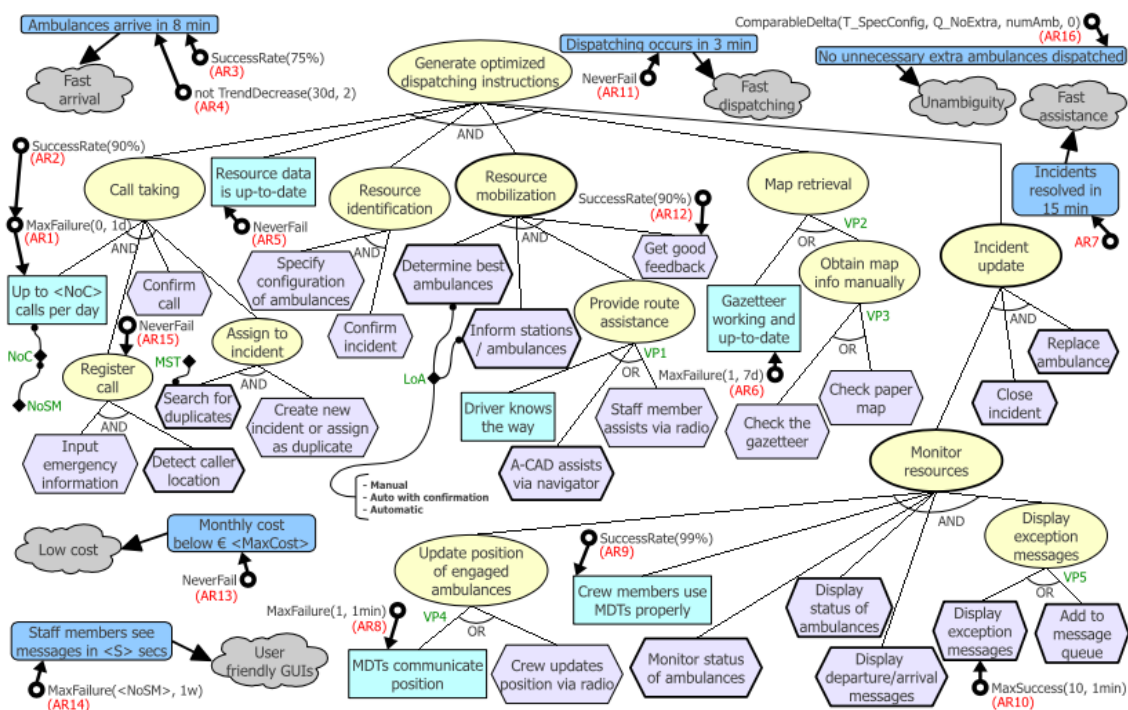 Ambulances arrive in 8 min
SuccessRate(75%)
(AR3)
Fast
arrival
not TrendDecrease(30d, 2)
(AR4)
Generate optimized
dispatching instructions
AND
Dispatching occurs in 3 min
NeverFail
(AR11)
Fast
dispatching
ComparableDelta(T_SpecConfig, Q_NoExtra, numAmb, 0)
(AR16)
No unnecessary extra ambulances dispatched
Unambiguity
Fast
assistance
Incidents
resolved in
15 min
AR7
SuccessRate(90%)
(AR2)
MaxFailure(0, 1d)
(AR1)
Up to <NoC>
calls per day
NoC
NoSM
Call taking
AND
Confirm
call
NeverFail
(AR15)
Register
call
AND
Input
emergency
information
Detect caller
location
Assign to
incident
MST
AND
Search for
duplicates
Create new
incident or assign
as duplicate
Resource data
is up-to-date
NeverFail
(AR5)
Resource
identification
AND
Specify
configuration
of ambulances
Confirm
incident
Resource
mobilization
AND
SuccessRate(90%)
(AR12)
Get good
feedback
Determine best
ambulances
Inform stations
/ ambulances
LoA
- Manual
- Auto with confirmation
- Automatic
Provide route
assistance
VP1
OR
Driver knows
the way
Staff member
assists via radio
A-CAD assists
via navigator
Map retrieval
VP2
OR
Gazetteer
working and
up-to-date
MaxFailure(1, 7d)
(AR6)
Obtain map
info manually
VP3
OR
Check the
gazetteer
Check paper
map
Incident
update
AND
Replace
ambulance
Close
incident
Monitor
resources
AND
Update position
of engaged
ambulances
VP4
OR
MaxFailure(1, 1min)
(AR8)
MDTs communicate
position
Crew updates
position via radio
SuccessRate(99%)
(AR9)
Crew members use
MDTs properly
Monitor status
of ambulances
Display
status of
ambulances
Display
departure/arrival
messages
Display
exception
messages
VP5
OR
Display
exception
messages
Add to
message
queue
MaxSuccess(10, 1min)
(AR10)
Low cost
Monthly cost
below € <MaxCost>
NeverFail
(AR13)
Staff members see
messages in <S> secs
User
friendly GUIs
MaxFailure(<NoSM>, 1w)
(AR14)